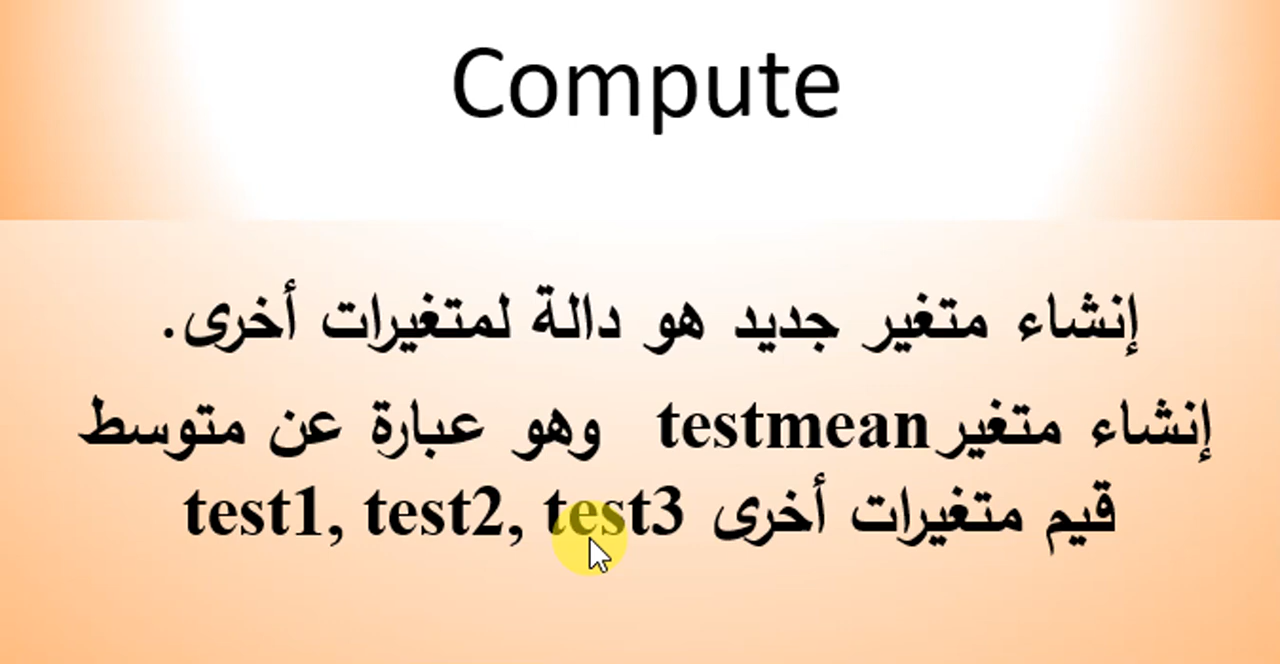 Compute
إنشاء متغير جديد هو دالة لمتغيرات أخرى.
إنشاء متغير testmean وهو عبارة عن متوسط
قيم متغيرات أخرى test1, test2, test3